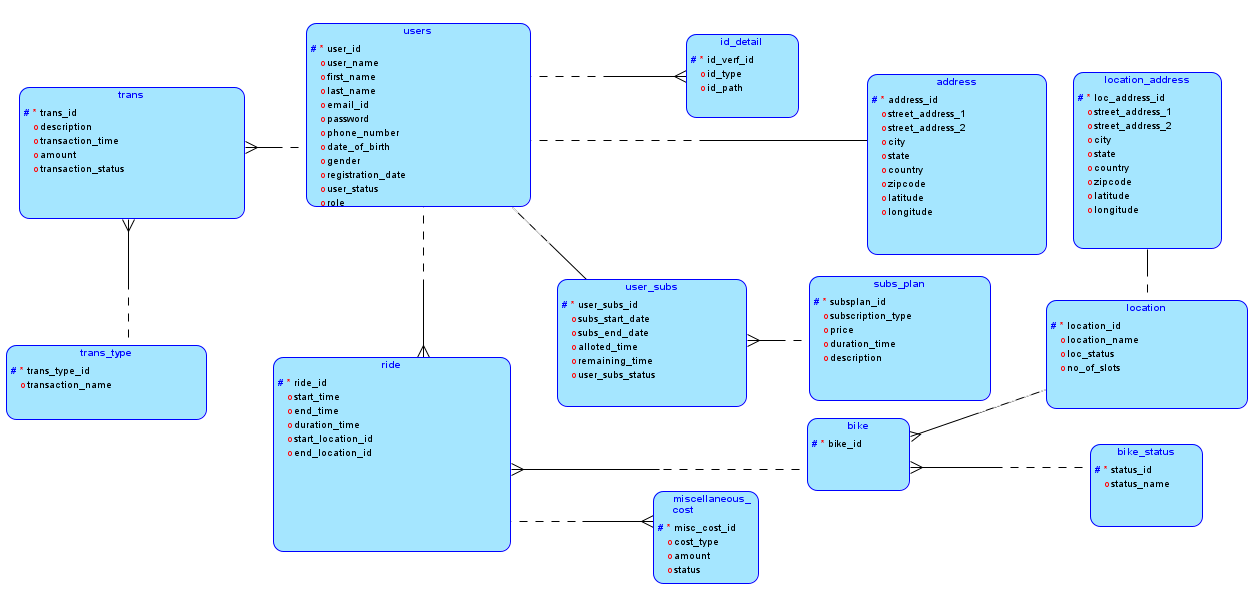 users
# * user_id
o user_name
o first_name
o last_name
o email_id
o password
o phone_number
o date_of_birth
o gender
o registration_date
o user_status
o role
id_detail
# * id_verf_id
o id_type
o id_path
address
# * address_id
o street_address_1
o street_address_2
o city
o state
o country
o zipcode
o latitude
o longitude
location_address
# * loc_address_id
o street_address_1
o street_address_2
o city
o state
o country
o zipcode
o latitude
o longitude
trans
# * trans_id
o description
o transaction_time
o amount
o transaction_status
user_subs
# * user_subs_id
o subs_start_date
o subs_end_date
o alloted_time
o remaining_time
o user_subs_status
subs_plan
# * subsplan_id
o subscription_type
o price
o duration_time
o description
location
# * location_id
o location_name
o loc_status
o no_of_slots
trans_type
# * trans_type_id
o transaction_name
ride
# * ride_id
o start_time
o end_time
o duration_time
o start_location_id
o end_location_id
bike
# * bike_id
bike_status
# * status_id
o status_name
miscellaneous_
cost
# * misc_cost_id
o cost_type
o amount
o status